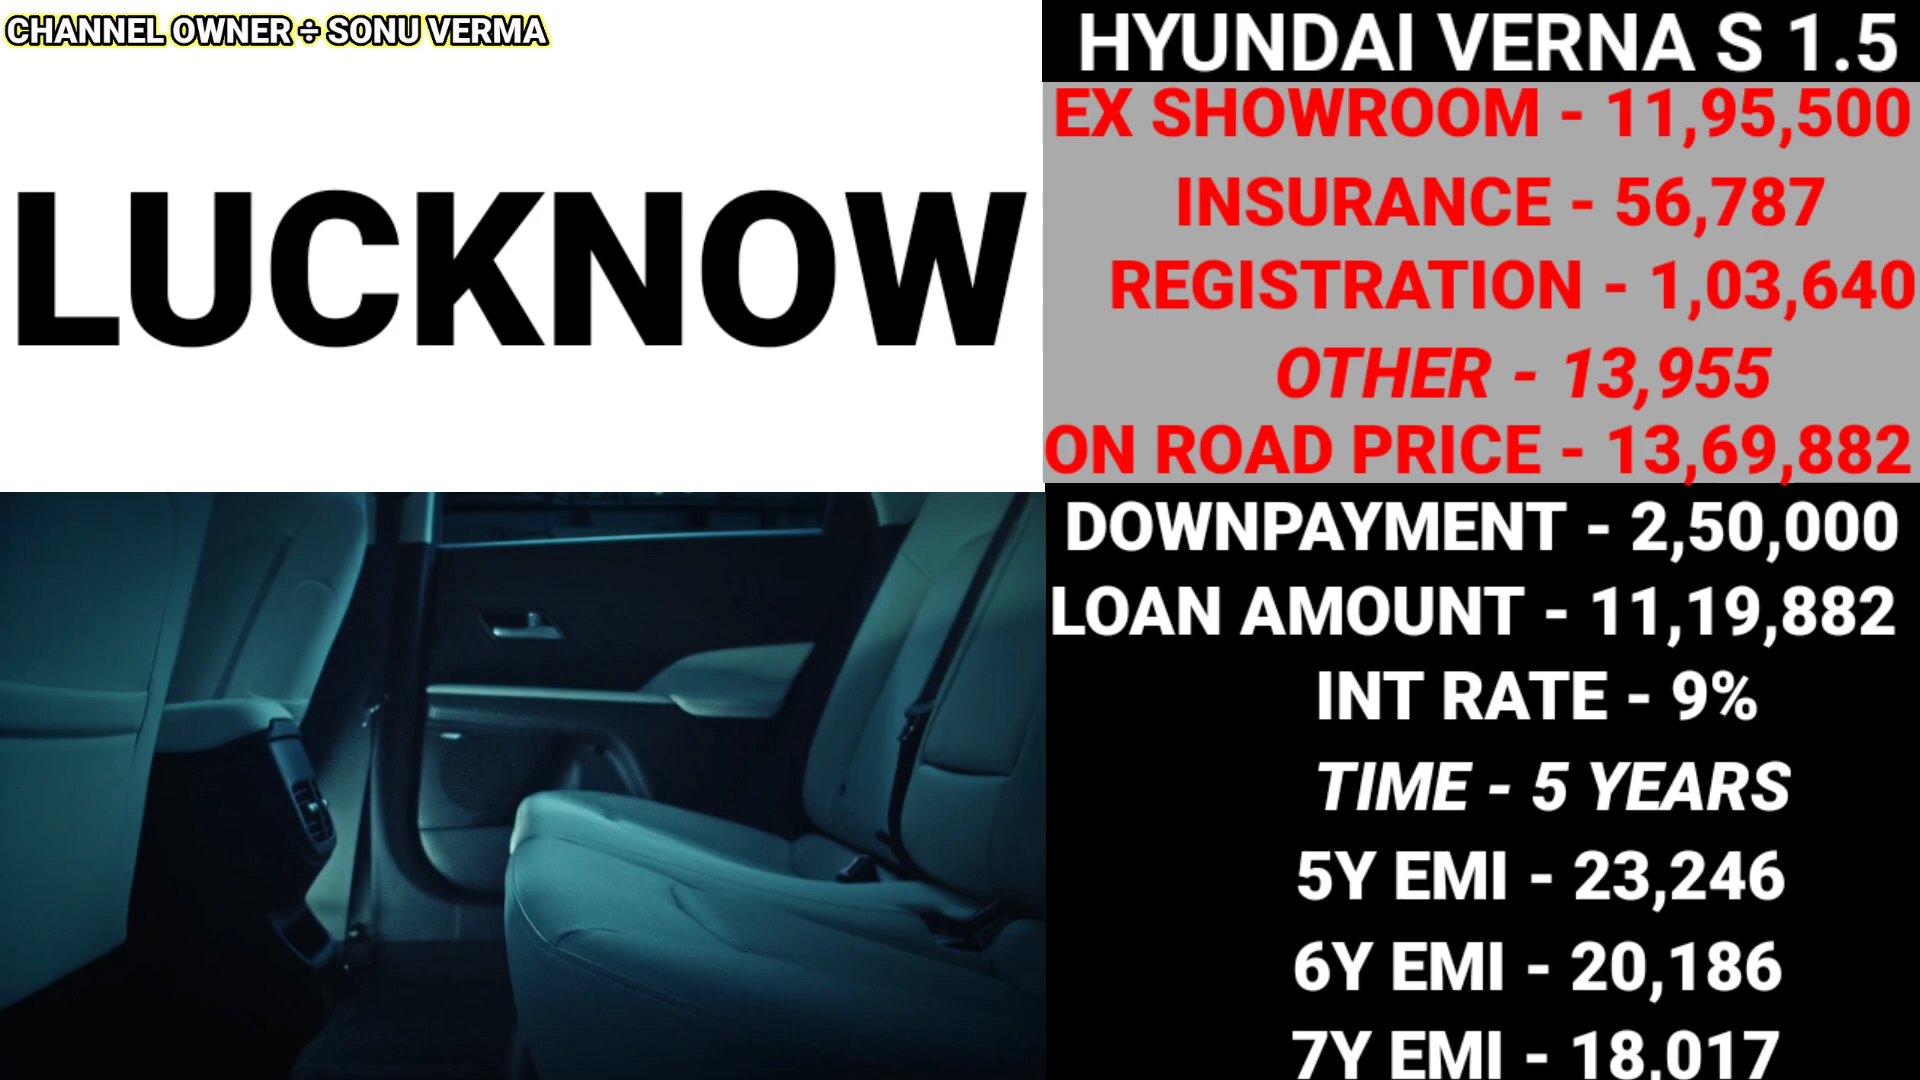 CHANNEL OWNER ÷ SONU VERMA
LUCKNOW
HYUNDAI VERNA S 1.5
EX SHOWROOM - 11,95,500
INSURANCE - 56,787
REGISTRATION - 1,03,640
OTHER - 13,955
ON ROAD PRICE - 13,69,882
DOWNPAYMENT - 2,50,000
LOAN AMOUNT - 11,19,882
INT RATE - 9%
TIME - 5 YEARS
5Y EMI - 23,246
6Y EMI - 20,186
7Y EMI - 18,017